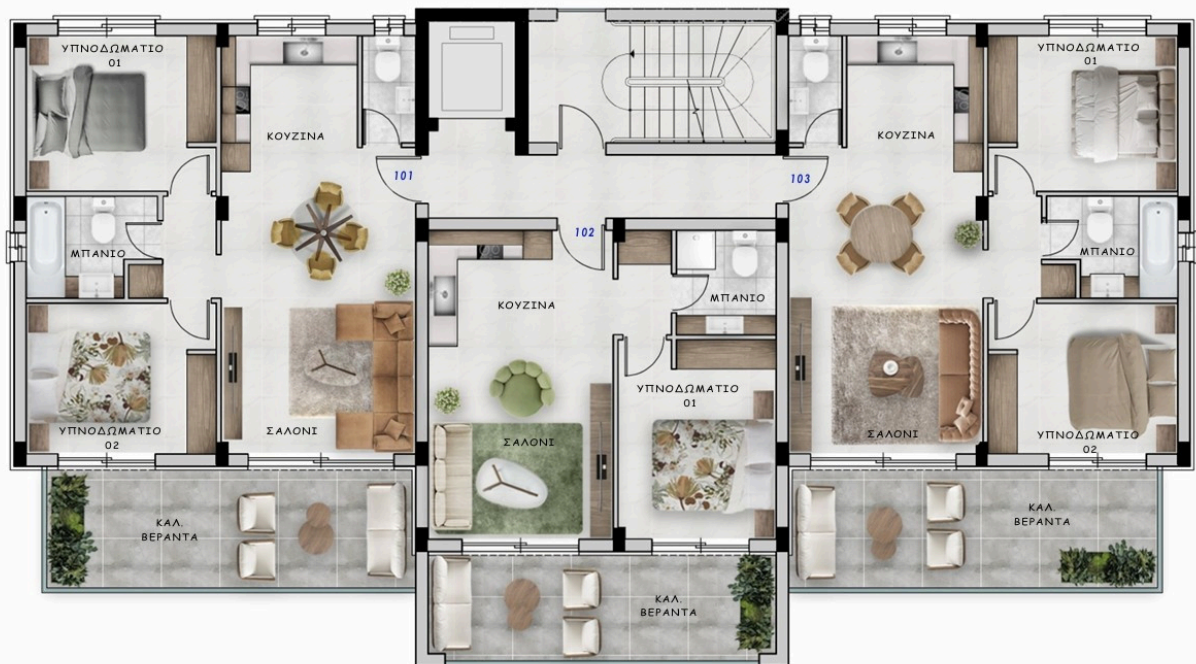 ΥΠΝΟΔΩΜΑΤΙΟ
01
ΚΟΥΖΙΝΑ
101
ΜΠΑΝΙΟ
ΥΠΝΟΔΩΜΑΤΙΟ
02
ΣΑΛΟΝΙ
ΚΑΛ.
ΒΕΡΑΝΤΑ
102
ΚΟΥΖΙΝΑ
ΜΠΑΝΙΟ
ΥΠΝΟΔΩΜΑΤΙΟ
01
ΣΑΛΟΝΙ
ΚΑΛ.
ΒΕΡΑΝΤΑ
103
ΚΟΥΖΙΝΑ
ΥΠΝΟΔΩΜΑΤΙΟ
01
ΜΠΑΝΙΟ
ΣΑΛΟΝΙ
ΥΠΝΟΔΩΜΑΤΙΟ
02
ΚΑΛ.
ΒΕΡΑΝΤΑ